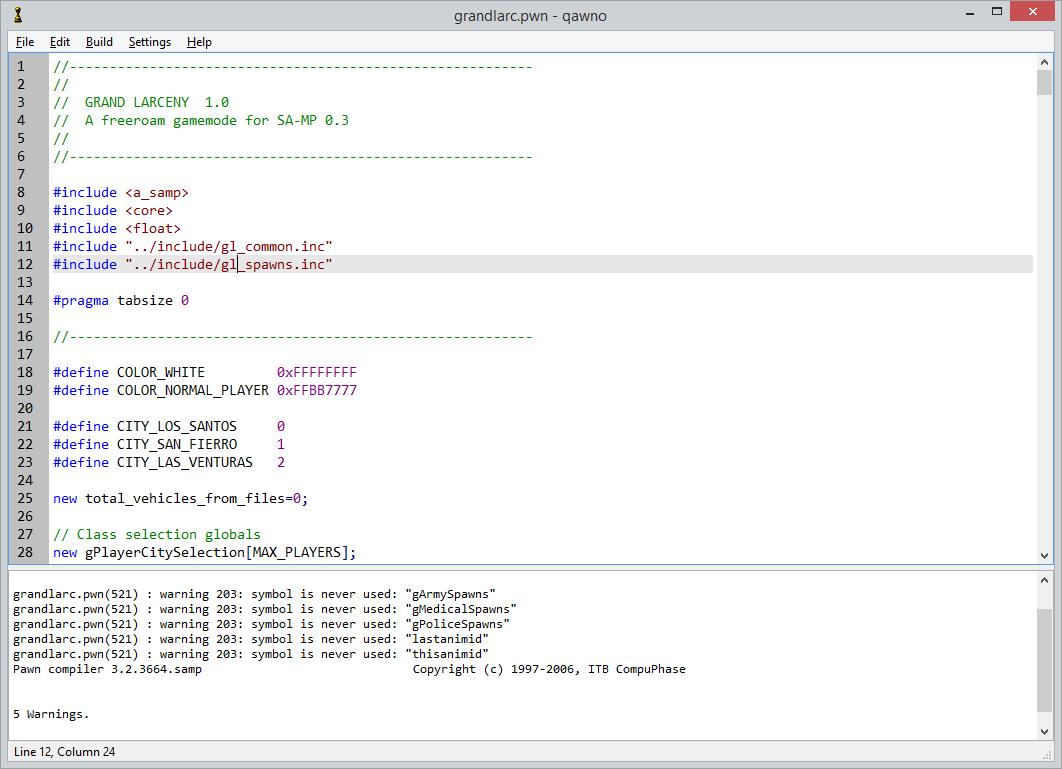 grandlarc.pwn - qawno
File Edit Build Settings Help
1 //----------------------------------------------------------
2 //
3 //  GRAND LARCENY  1.0
4 //  A freeroam gamemode for SA-MP 0.3
5 //
6 //----------------------------------------------------------
7
8 #include <a_samp>
9 #include <core>
10 #include <float>
11 #include "../include/gl_common.inc"
12 #include "../include/gl_spawns.inc"
13
14 #pragma tabsize 0
15
16 //----------------------------------------------------------
17
18 #define COLOR_WHITE         0xFFFFFFFF
19 #define COLOR_NORMAL_PLAYER 0xFFBB7777
20
21 #define CITY_LOS_SANTOS     0
22 #define CITY_SAN_FIERRO     1
23 #define CITY_LAS_VENTURAS   2
24
25 new total_vehicles_from_files=0;
26
27 // Class selection globals
28 new gPlayerCitySelection[MAX_PLAYERS];
grandlarc.pwn(521) : warning 203: symbol is never used: "gArmySpawns"
grandlarc.pwn(521) : warning 203: symbol is never used: "gMedicalSpawns"
grandlarc.pwn(521) : warning 203: symbol is never used: "gPoliceSpawns"
grandlarc.pwn(521) : warning 203: symbol is never used: "lastanimid"
grandlarc.pwn(521) : warning 203: symbol is never used: "thisanimid"
Pawn compiler 3.2.3664.samp                              Copyright (c) 1997-2006, ITB CompuPhase
5 Warnings.
Line 12, Column 24